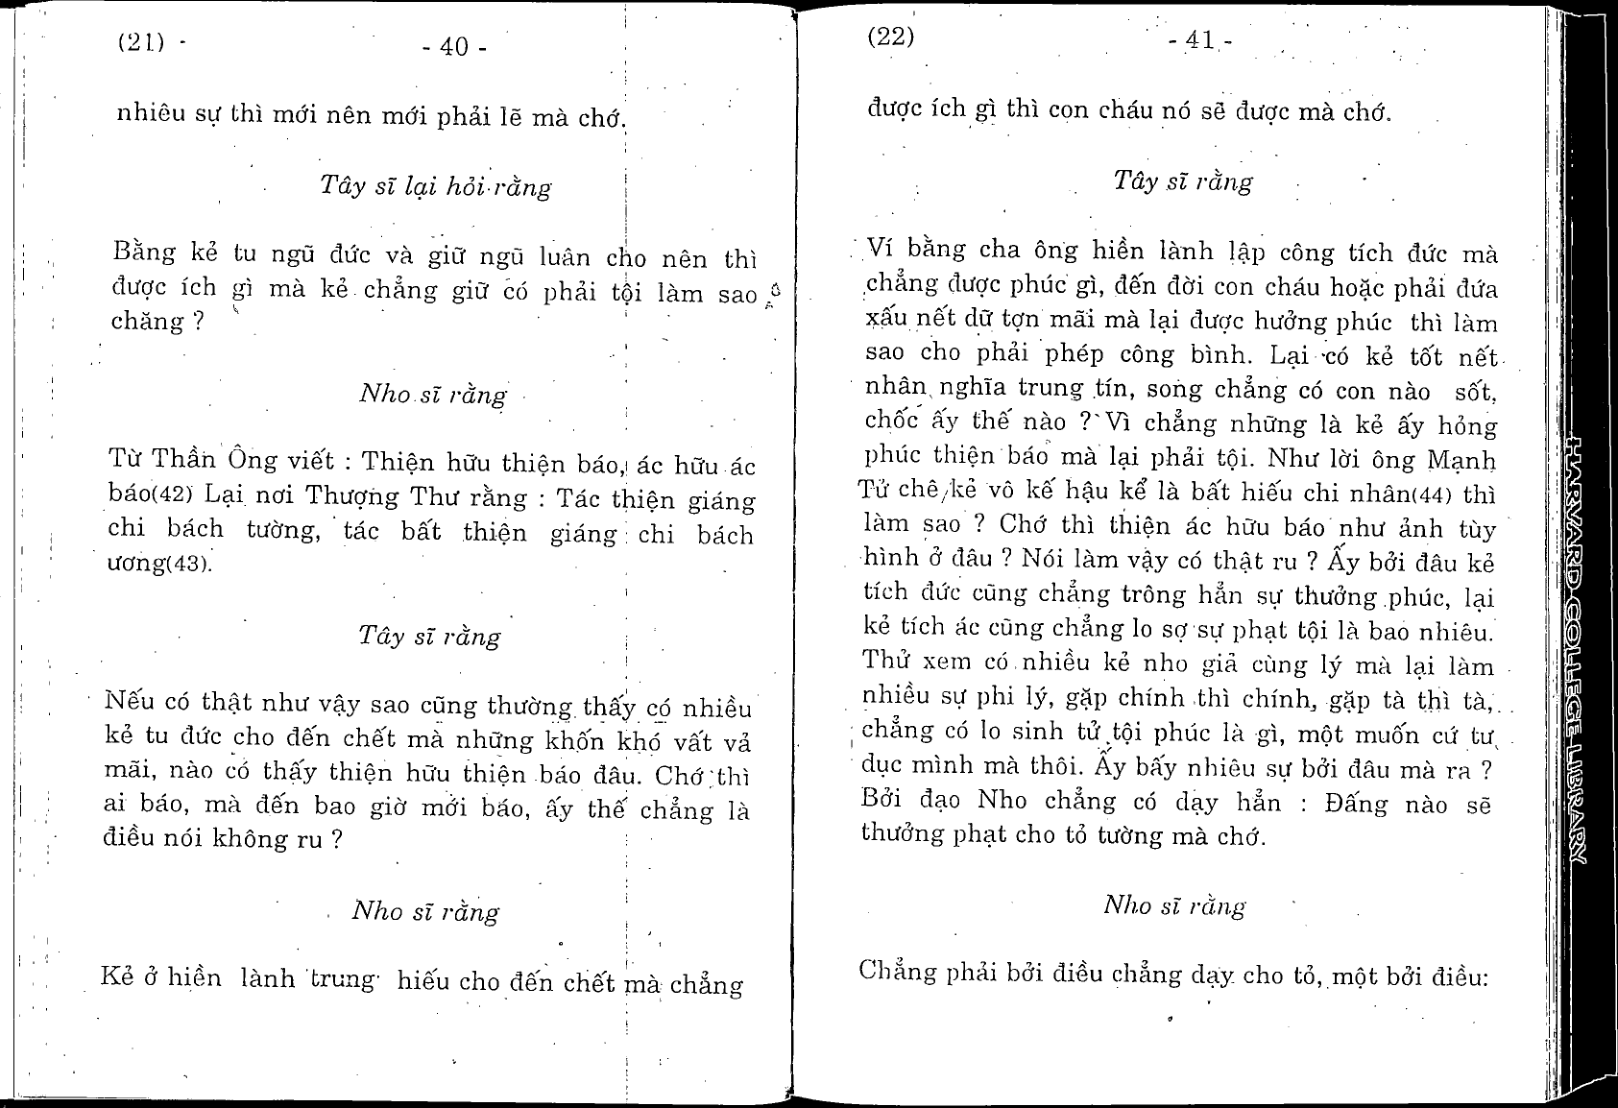 (21)
- 40 -
nhiêu sự thì mới nên mới phải lẽ mà chớ.
Tây sĩ lại hỏi rằng
Bằng kẻ tu ngũ đức và giữ ngũ luân cho nên thì
được ích gì mà kẻ chẳng giữ có phải tội làm sao
chăng ?
Nho sĩ rằng
Từ Thần Ông viết : Thiện hữu thiện báo, ác hữu ác
báo(42) Lại nơi Thượng Thư rằng : Tác thiện giáng
chi bách tường, tác bất thiện giáng chi bách
ương(43).
Tây sĩ rằng
Nếu có thật như vậy sao cũng thường thấy có nhiều
kẻ tu đức cho đến chết mà những khốn khó vất vả
mãi, nào có thấy thiện hữu thiện báo đâu. Chớ thì
ai báo, mà đến bao giờ mới báo, ấy thế chẳng là
điều nói không ru ?
Nho sĩ rằng
Kẻ ở hiền lành trung hiếu cho đến chết mà chẳng
(22)
- 41 -
được ích gì thì con cháu nó sẽ được mà chớ.
Tây sĩ rằng
Ví bằng cha ông hiền lành lập công tích đức mà
chẳng được phúc gì, đến đời con cháu hoặc phải đứa
xấu nết dữ tợn mãi mà lại được hưởng phúc thì làm
sao cho phải phép công bình. Lại có kẻ tốt nết
nhân nghĩa trung tín, song chẳng có con nào sốt,
chốc ấy thế nào ? Vì chẳng những là kẻ ấy hỏng
phúc thiện báo mà lại phải tội. Như lời ông Mạnh
Tử chê kẻ vô kế hậu kể là bất hiếu chi nhân(44) thì
làm sao ? Chớ thì thiện ác hữu báo như ảnh tùy
hình ở đâu ? Nói làm vậy có thật ru ? Ấy bởi đâu kẻ
tích đức cũng chẳng trông hẳn sự thưởng phúc, lại
kẻ tích ác cũng chẳng lo sợ sự phạt tội là bao nhiêu.
Thử xem có nhiều kẻ nho giả cùng lý mà lại làm
nhiều sự phi lý, gặp chính thì chính, gặp tà thì tà,
chẳng có lo sinh tử tội phúc là gì, một muốn cứ tư
dục mình mà thôi. Ấy bấy nhiêu sự bởi đâu mà ra ?
Bởi đạo Nho chẳng có dạy hẳn : Đấng nào sẽ
thưởng phạt cho tỏ tường mà chớ.
Nho sĩ rằng
Chẳng phải bởi điều chẳng dạy cho tỏ, một bởi điều:
HARVARD COLLEGE LIBRARY